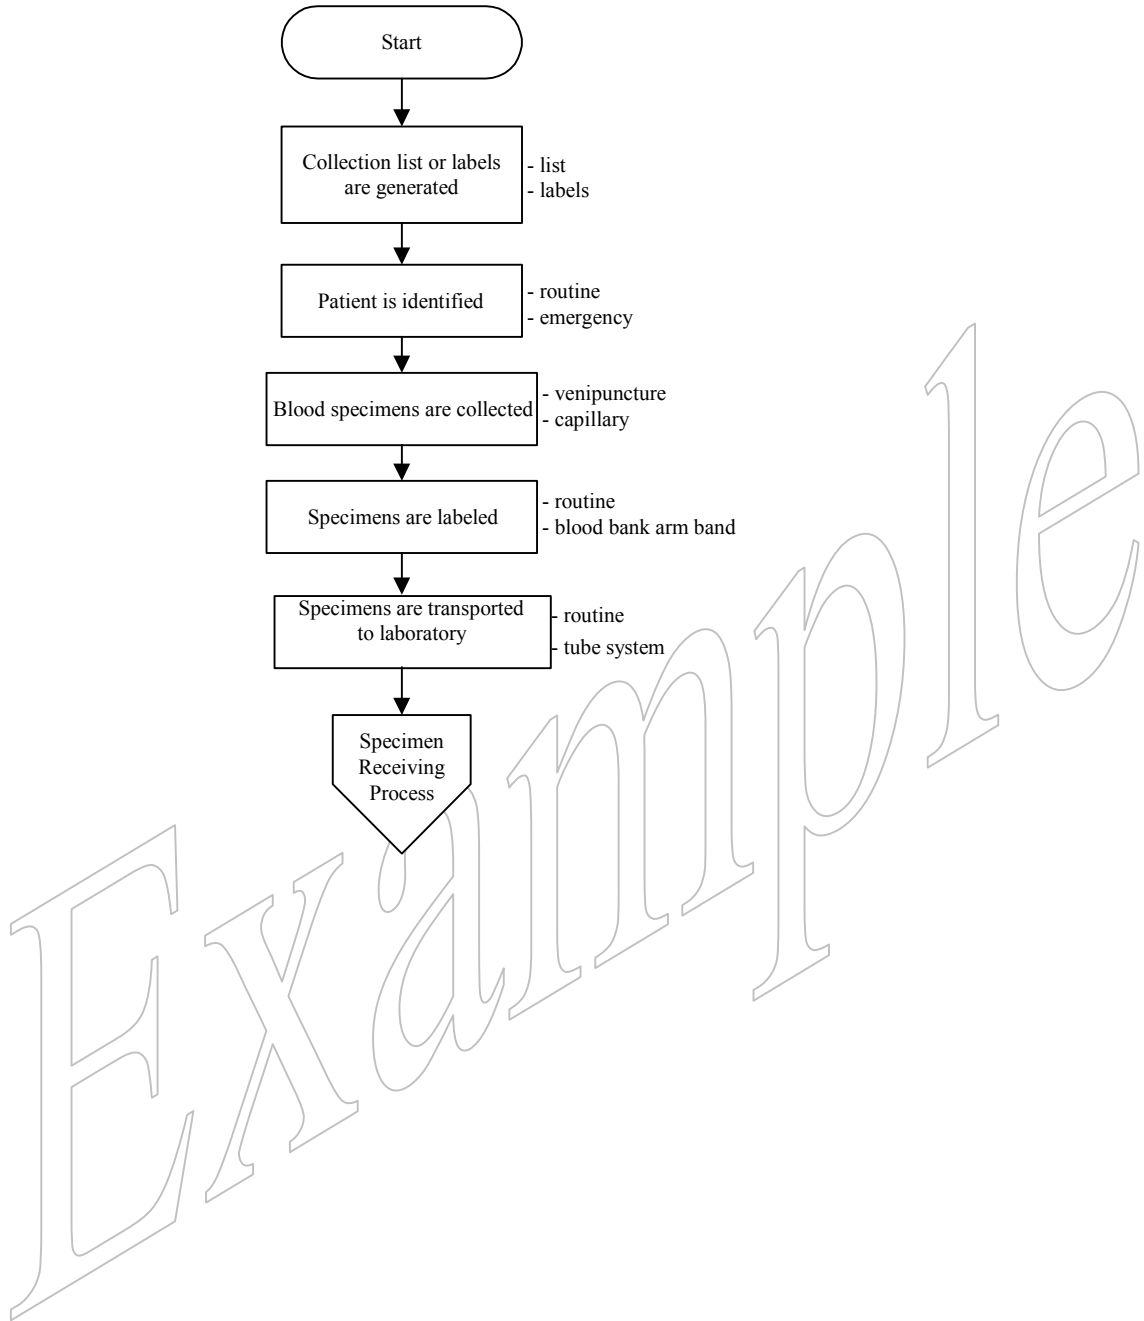 Start
Collection list or labels
are generated
- list
- labels
Patient is identified
- routine
- emergency
Blood specimens are collected
- venipuncture
- capillary
Specimens are labeled
- routine
- blood bank arm band
Specimens are transported
to laboratory
- routine
- tube system
Specimen
Receiving
Process
Example